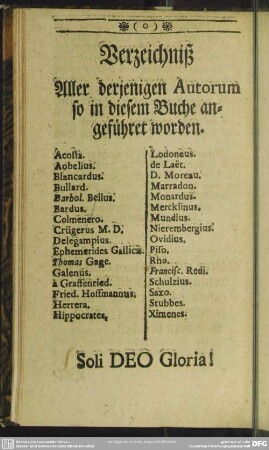 ( o )
Verzeichniß
Aller derjenigen Autorum
so in diesem Buche an-
geführet worden.
Acosta.
Aobelius.
Blancardus.
Bullard.
Barbol. Bellus.
Bardus.
Colmenero.
Crügerus M. D.
Delegampius.
Ephemerides Gallicæ.
Thomas Gage.
Galenus.
à Graffenried.
Fried. Hoffmannus.
Herrera.
Hippocrates.
Lodoneus.
de Laët.
D. Moreau.
Marradon.
Monardus.
Mercklinus.
Mundius.
Nierembergius.
Ovidius.
Piso.
Rho.
Francisc. Redi.
Schulzius.
Saxo.
Stubbes.
Ximenes.
Soli DEO Gloria!
DFG